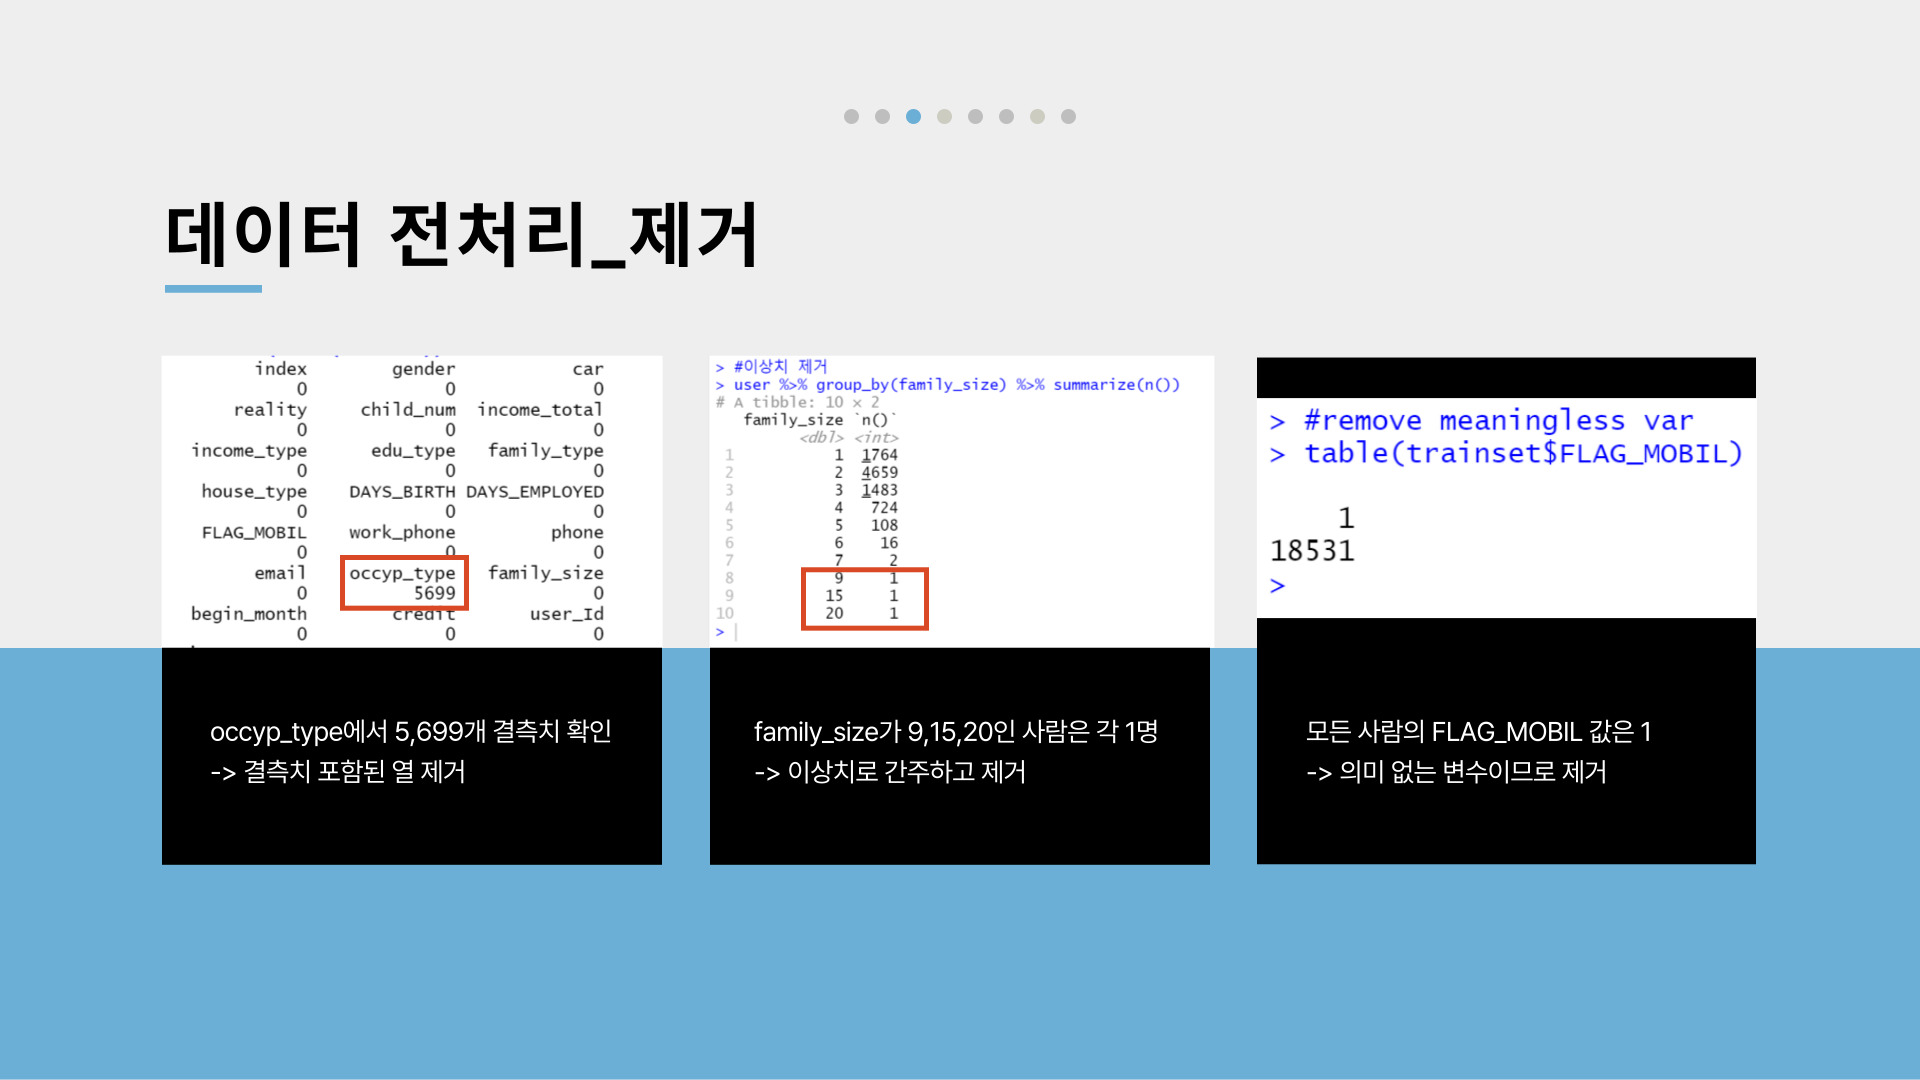 데이터 전처리_제거
index gender car
0 0 0
reality child_num income_total
0 0 0
income_type edu_type family_type
0 0 0
house_type DAYS_BIRTH DAYS_EMPLOYED
0 0 0
FLAG_MOBIL work_phone phone
0 0 0
email occyp_type family_size
0 5699 0
begin_month credit user_Id
0 0 0
occyp_type에서 5,699개 결측치 확인
-> 결측치 포함된 열 제거
> #이상치 제거
> user %>% group_by(family_size) %>% summarize(n())
# A tibble: 10 × 2
family_size `n()`
<dbl> <int>
1 1 1764
2 2 4659
3 3 1483
4 4 724
5 5 108
6 6 16
7 7 2
8 9 1
9 15 1
10 20 1
>
family_size가 9,15,20인 사람은 각 1명
-> 이상치로 간주하고 제거
> #remove meaningless var
> table(trainset$FLAG_MOBIL)
1
18531
>
모든 사람의 FLAG_MOBIL 값은 1
-> 의미 없는 변수이므로 제거